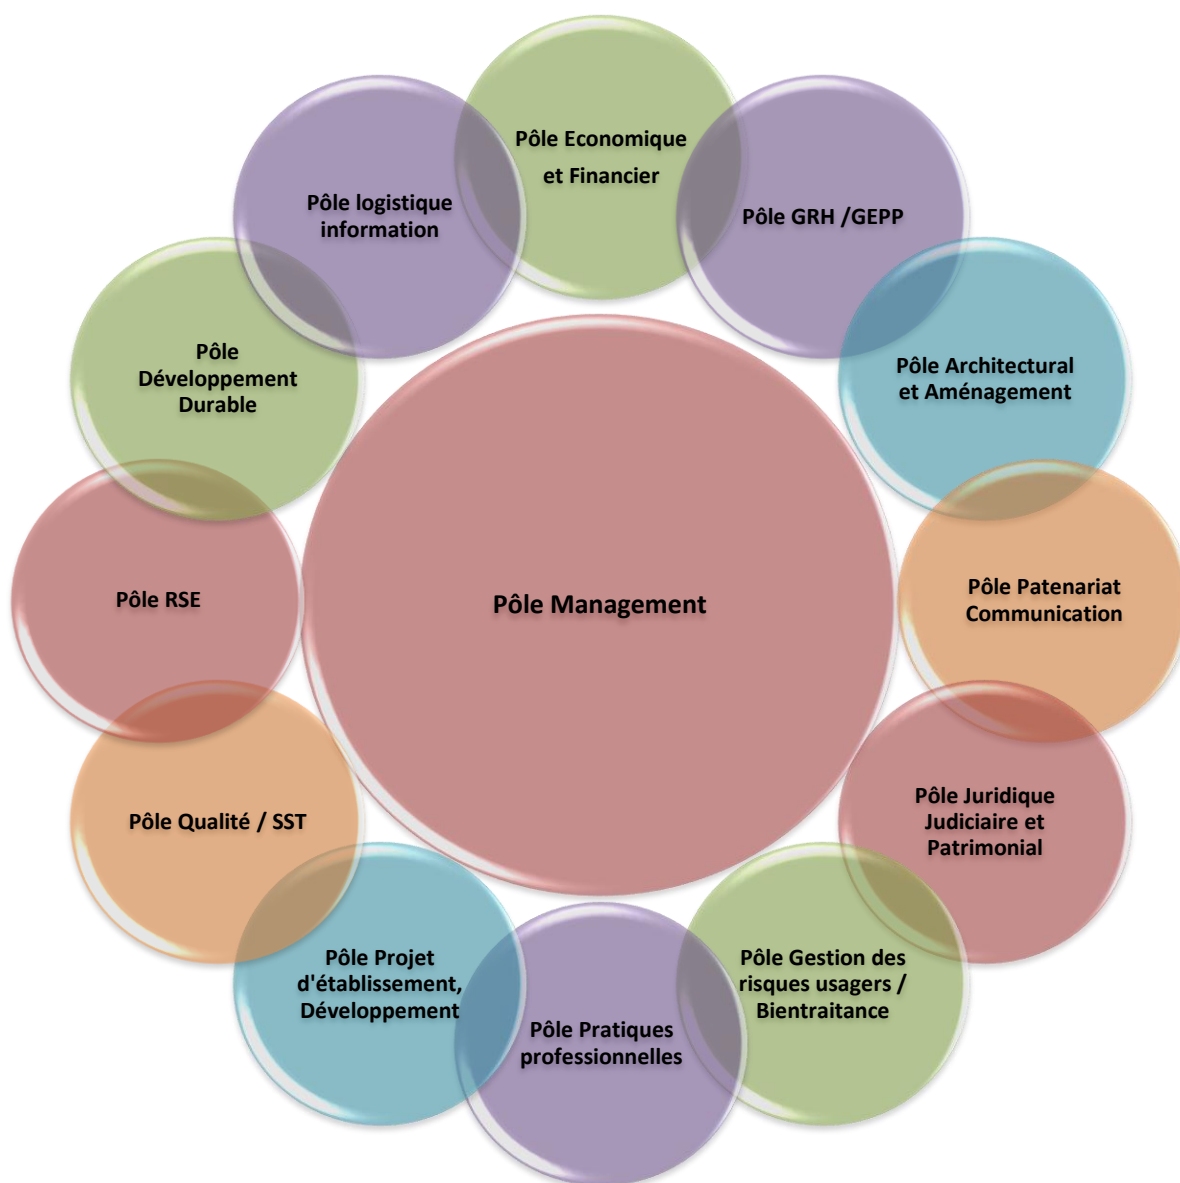 Pôle Economique
et Financier
Pôle GRH /GEPP
Pôle Architectural
et Aménagement
Pôle Patenariat
Communication
Pôle Juridique
Judiciaire et
Patrimonial
Pôle Gestion des
risques usagers /
Bientraitance
Pôle Pratiques
professionnelles
Pôle Projet
d'établissement,
Développement
Pôle Qualité / SST
Pôle RSE
Pôle
Développement
Durable
Pôle logistique
information
Pôle Management